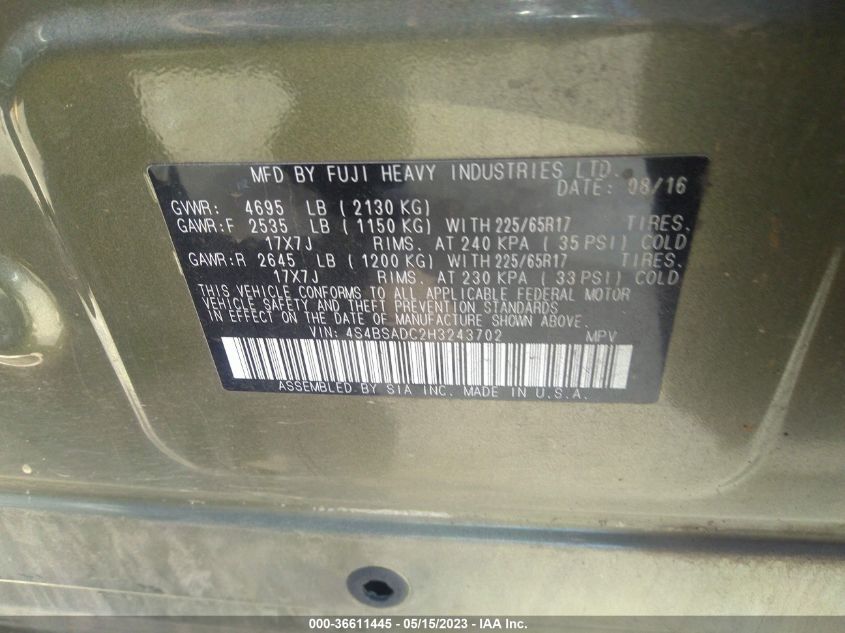 MFD BY FUJI HEAVY INDUSTRIES LTD.
DATE: 08/16
GVWR: 4695 LB (2130 KG)
GAWR:F 2535 LB (1150 KG) WITH 225/65R17 TIRES.
17X7J RIMS. AT 240 KPA (35 PSI) COLD
GAWR:R 2645 LB (1200 KG) WITH 225/65R17 TIRES.
17X7J RIMS. AT 230 KPA (33 PSI) COLD
THIS VEHICLE CONFORMS TO ALL APPLICABLE FEDERAL MOTOR
VEHICLE SAFETY AND THEFT PREVENTION STANDARDS
IN EFFECT ON THE DATE OF MANUFACTURE SHOWN ABOVE.
VIN: 4S4BSADC2H3243702 MPV
ASSEMBLED BY SIA INC. MADE IN U.S.A.
000-36611445 - 05/15/2023 - IAA Inc.